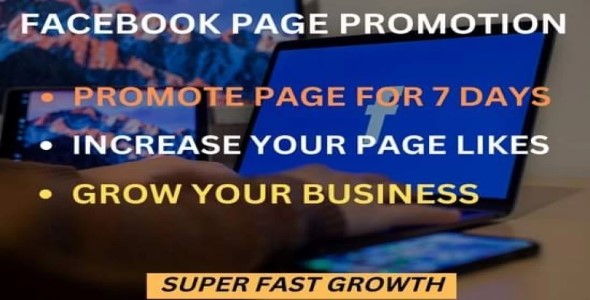 FACEBOOK PAGE PROMOTION
• PROMOTE PAGE FOR 7 DAYS
• INCREASE YOUR PAGE LIKES
• GROW YOUR BUSINESS
SUPER FAST GROWTH